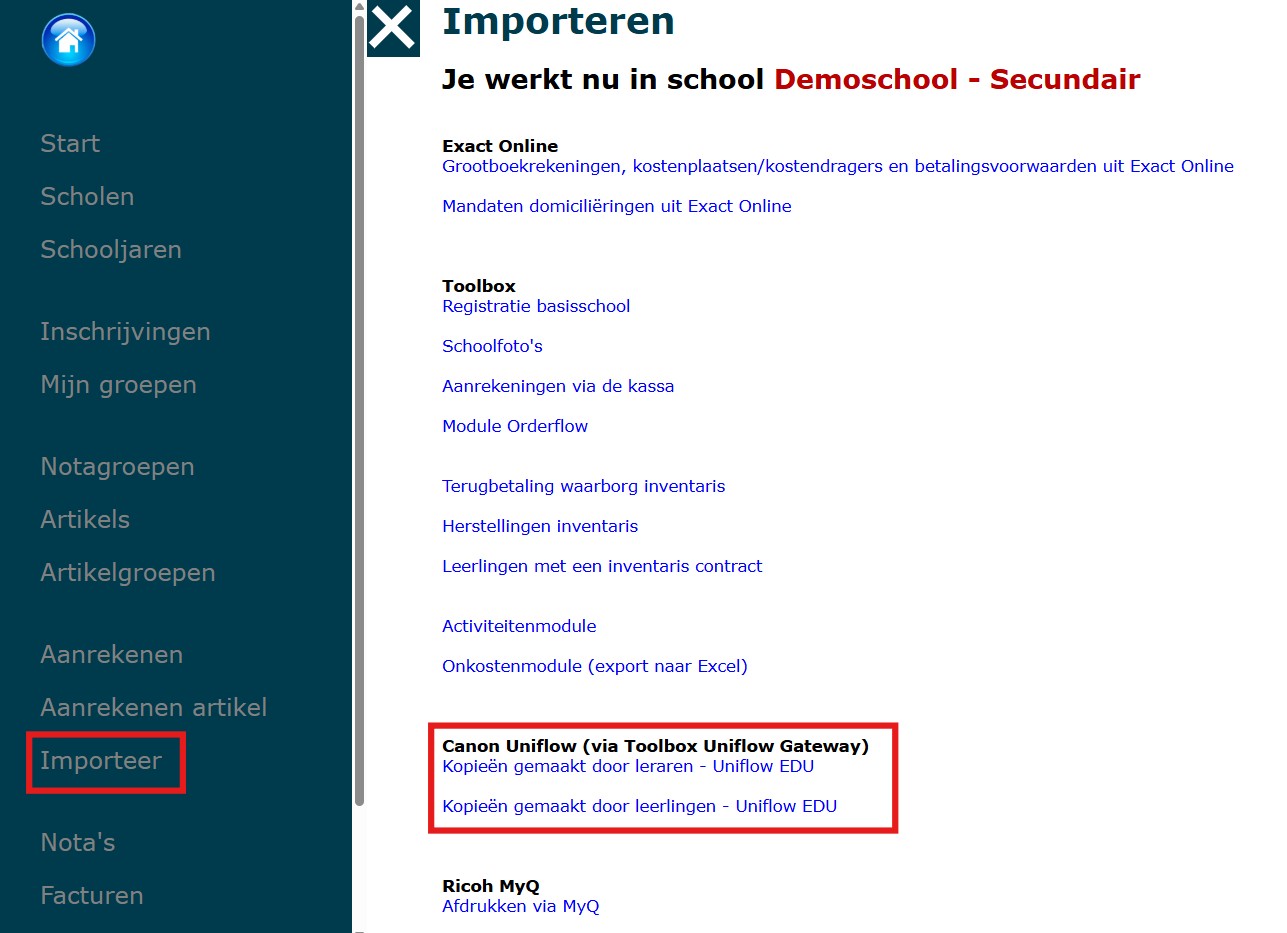 Start
Scholen
Schooljaren
Inschrijvingen
Mijn groepen
Notagroepen
Artikels
Artikelgroepen
Aanrekenen
Aanrekenen artikel
Importeer
Nota's
Facturen
Importeren
Je werkt nu in school Demoschool - Secundair
Exact Online
Grootboekrekeningen, kostenplaatsen/kostendragers en betalingsvoorwaarden uit Exact Online
Mandaten domiciliëringen uit Exact Online
Toolbox
Registratie basisschool
Schoolfoto's
Aanrekeningen via de kassa
Module Orderflow
Terugbetaling waarborg inventaris
Herstellingen inventaris
Leerlingen met een inventaris contract
Activiteitenmodule
Onkostenmodule (export naar Excel)
Canon Uniflow (via Toolbox Uniflow Gateway)
Kopieën gemaakt door leraren - Uniflow EDU
Kopieën gemaakt door leerlingen - Uniflow EDU
Ricoh MyQ
Afdrukken via MyQ